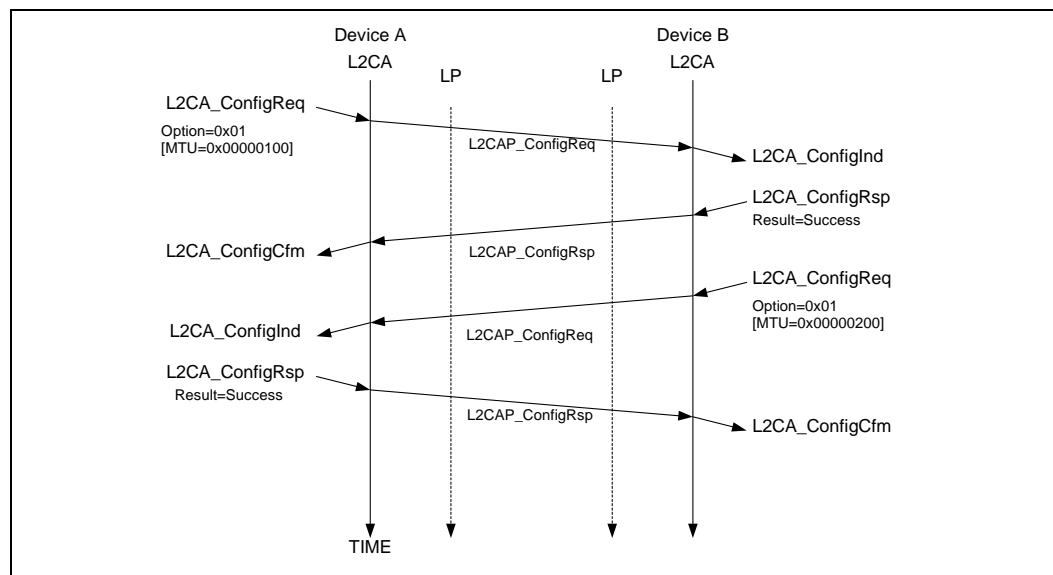 Device A
Device B
L2CA
L2CA
LP
LP
L2CA_ConfigReq
Option=0x01
[MTU=0x00000100]
L2CAP_ConfigReq
L2CA_ConfigInd
L2CA_ConfigRsp
Result=Success
L2CA_ConfigCfm
L2CAP_ConfigRsp
L2CA_ConfigReq
Option=0x01
[MTU=0x00000200]
L2CA_ConfigInd
L2CAP_ConfigReq
L2CA_ConfigRsp
Result=Success
L2CAP_ConfigRsp
L2CA_ConfigCfm
TIME